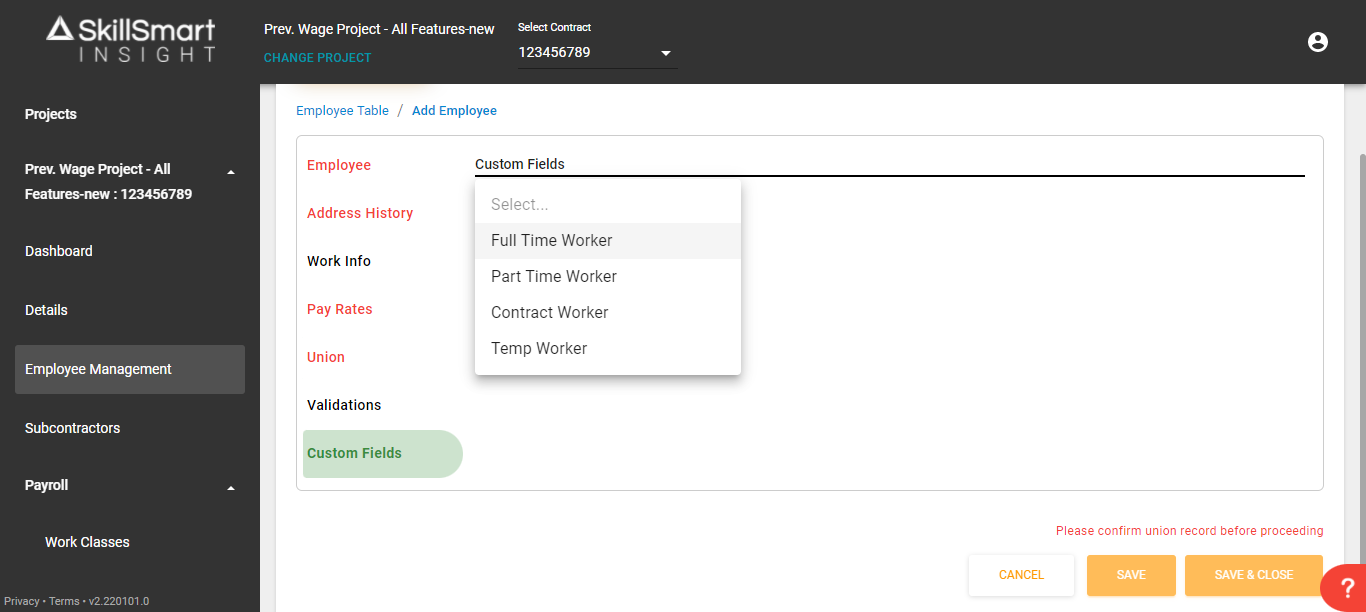 SkillSmart
INSIGHT
Prev. Wage Project - All Features-new
CHANGE PROJECT
Select Contract
123456789
Projects
Prev. Wage Project - All
Features-new : 123456789
Dashboard
Details
Employee Management
Subcontractors
Payroll
Work Classes
Privacy • Terms • v2.220101.0
Employee Table / Add Employee
Employee
Address History
Work Info
Pay Rates
Union
Validations
Custom Fields
Custom Fields
Select...
Full Time Worker
Part Time Worker
Contract Worker
Temp Worker
Please confirm union record before proceeding
CANCEL
SAVE
SAVE & CLOSE
?